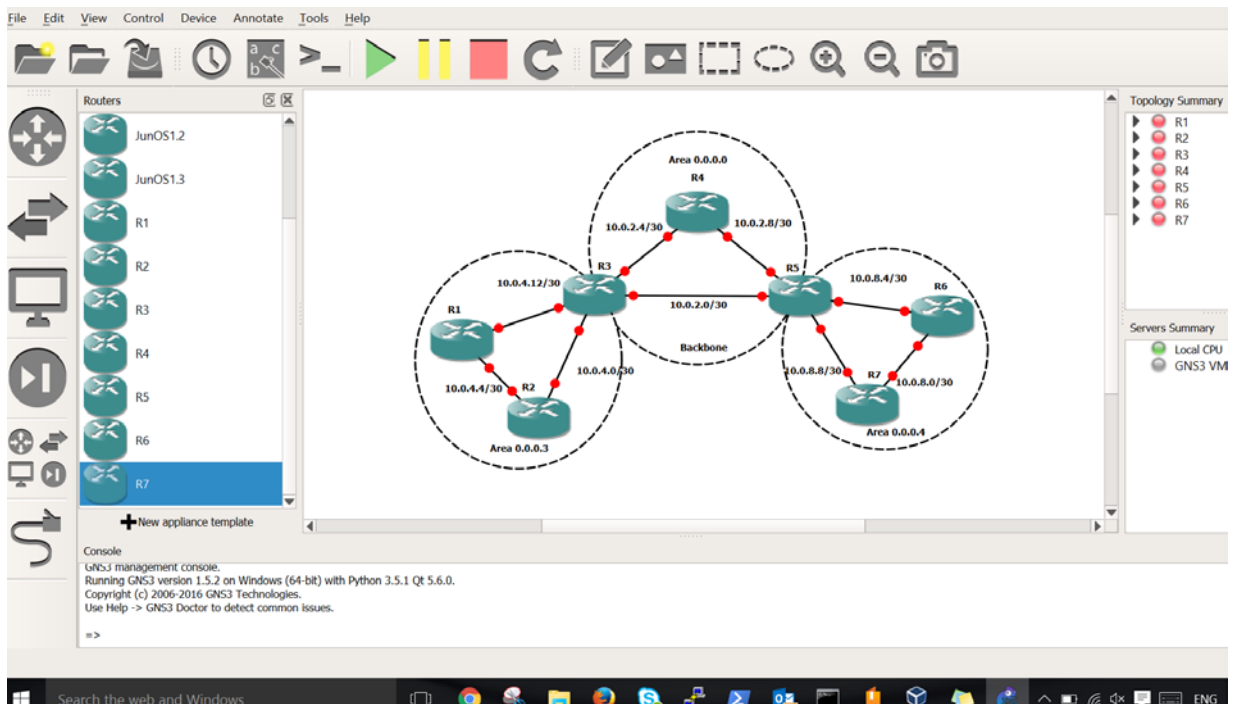 File Edit View Control Device Annotate Tools Help
a c
b
Routers
JunOS1.2
JunOS1.3
R1
R2
R3
R4
R5
R6
R7
New appliance template
Area 0.0.0.0
R4
10.0.2.4/30
10.0.2.8/30
R3
R5
10.0.4.12/30
10.0.8.4/30
R6
10.0.2.0/30
R1
Backbone
10.0.4.0/30
10.0.8.8/30
R7
10.0.8.0/30
10.0.4.4/30
R2
Area 0.0.0.4
Area 0.0.0.3
Topology Summary
R1
R2
R3
R4
R5
R6
R7
Servers Summary
Local CPU
GNS3 VM
Console
GNS3 management console.
Running GNS3 version 1.5.2 on Windows (64-bit) with Python 3.5.1 Qt 5.6.0.
Copyright (c) 2006-2016 GNS3 Technologies.
Use Help -> GNS3 Doctor to detect common issues.
=>
Search the web and Windows
ENG